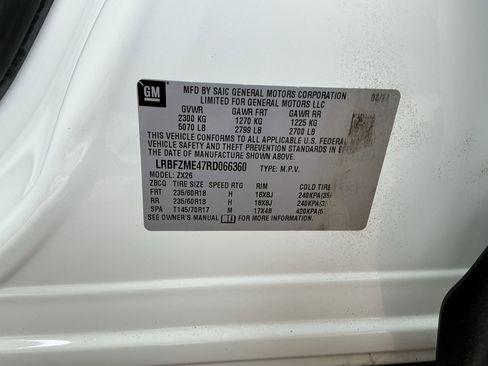 GM
MFD BY SAIC GENERAL MOTORS CORPORATION
LIMITED FOR GENERAL MOTORS LLC
GVWR GAWR FRT GAWR RR
2300 KG 1270 KG 1225 KG
5070 LB 2799 LB 2700 LB
THIS VEHICLE CONFORMS TO ALL APPLICABLE U.S. FEDERAL
VEHICLE SAFETY AND THEFT PREVENTION STANDARDS IN EFFECT
DATE OF MANUFACTURE SHOWN ABOVE.
LRBFZME47RD066360 TYPE: M.P.V.
MODEL: ZX26
ZBCQ TIRE SIZE SPEED RTG RIM COLD TIRE
FRT 235/60R18 H 18X8J 240KPA(35
RR 235/60R18 H 18X8J 240KPA(3
SPA T145/70R17 M 17X4B 420KPA(6
SEE OWNER'S MANUAL FOR MORE INFORMATION